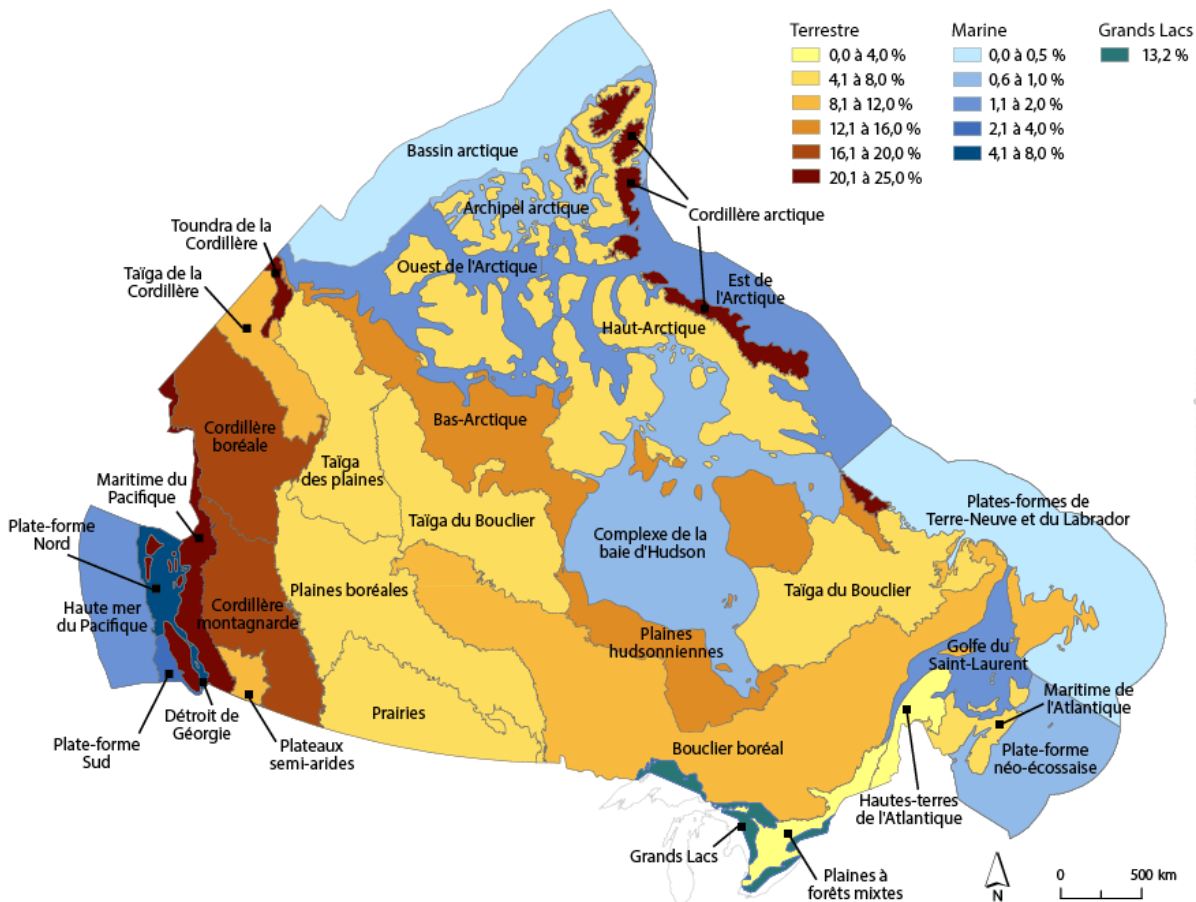 Terrestre
0,0 à 4,0 %
4,1 à 8,0 %
8,1 à 12,0 %
12,1 à 16,0 %
16,1 à 20,0 %
20,1 à 25,0 %
Marine
0,0 à 0,5 %
0,6 à 1,0 %
1,1 à 2,0 %
2,1 à 4,0 %
4,1 à 8,0 %
Grands Lacs
13,2 %
Bassin arctique
Archipel arctique
Cordillère arctique
Toundra de la
Cordillère
Taïga de la
Cordillère
Ouest de l'Arctique
Est de
l'Arctique
Haut-Arctique
Bas-Arctique
Cordillère
boréale
Taïga
des plaines
Maritime du
Pacifique
Plate-forme
Nord
Taïga du Bouclier
Complexe de la
baie d'Hudson
Plates-formes de
Terre-Neuve et du Labrador
Haute mer
du Pacifique
Cordillère
montagnarde
Plaines boréales
Taïga du Bouclier
Plaines
hudsonniennes
Golfe du
Saint-Laurent
Maritime de
l'Atlantique
Prairies
Détroit de
Géorgie
Plate-forme
Sud
Plateaux
semi-arides
Bouclier boréal
Plate-forme
néo-écossaise
Hautes-terres
de l'Atlantique
Grands Lacs
Plaines à
forêts mixtes
N
0 500 km